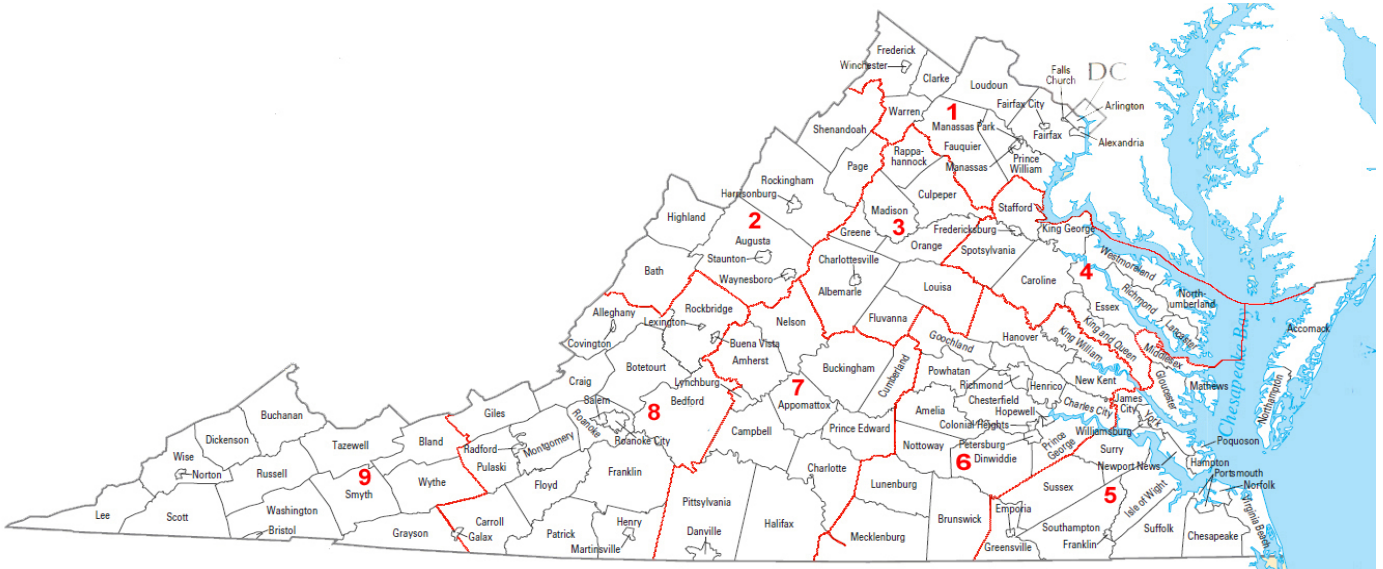 Frederick
Winchester
Clarke
Loudoun
Falls
Church
DC
Arlington
Alexandria
Fairfax City
Fairfax
Warren
1
Manassas Park
Fauquier
Manassas
Prince
William
Shenandoah
Page
Rappa-
hannock
Culpeper
Rockingham
Harrisonburg
Madison
3
Stafford
Highland
2
Augusta
Staunton
Waynesboro
Greene
Orange
Fredericksburg
King George
Spotsylvania
Bath
Charlottesville
Albemarle
Louisa
Caroline
4
Westmoreland
Richmond
North-
umberland
Lancaster
Essex
Accomack
Alleghany
Covington
Rockbridge
Lexington
Buena Vista
Nelson
Fluvanna
Goochland
Hanover
King William
King and Queen
Middlesex
Amherst
Buckingham
Cumberland
Powhatan
Richmond
Henrico
New Kent
Gloucester
Mathews
Chesapeake Bay
Northampton
Craig
Botetourt
Lynchburg
Bedford
7
Appomattox
Amelia
Chesterfield
Hopewell
Colonial Heights
Charles City
James
City
York
Giles
Salem
Roanoke
Roanoke City
8
Campbell
Prince Edward
Nottoway
Petersburg
Dinwiddie
Prince
George
Williamsburg
Surry
Poquoson
Newport News
Hampton
Portsmouth
Norfolk
Virginia Beach
Buchanan
Dickenson
Wise
Norton
Tazewell
Bland
Radford
Montgomery
Pulaski
Russell
9
Smyth
Wythe
Floyd
Franklin
Charlotte
6
Lunenburg
Sussex
5
Isle of Wight
Lee
Scott
Washington
Bristol
Grayson
Carroll
Galax
Patrick
Henry
Martinsville
Pittsylvania
Danville
Halifax
Mecklenburg
Brunswick
Emporia
Greensville
Southampton
Franklin
Suffolk
Chesapeake